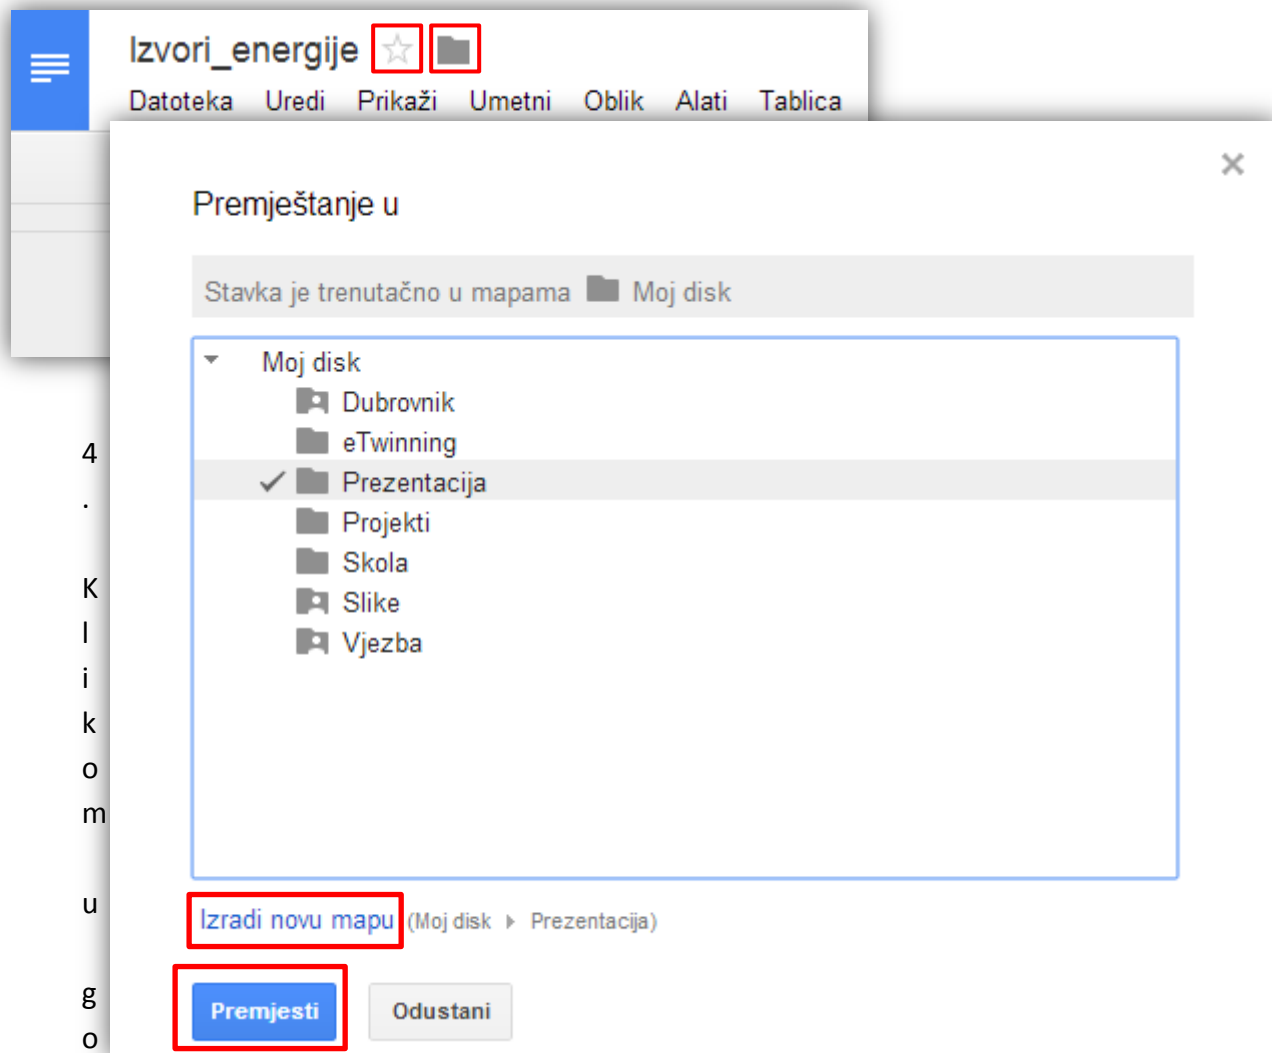 Izvori_energije
Datoteka Uredi Prikaži Umetni Oblik Alati Tablica
Premještanje u
Stavka je trenutačno u mapama Moj disk
Moj disk
Dubrovnik
eTwinning
Prezentacija
Projekti
Skola
Slike
Vjezba
Izradi novu mapu (Moj disk Prezentacija)
Premjesti Odustani
4
.
K
l
i
k
o
m
u
g
o